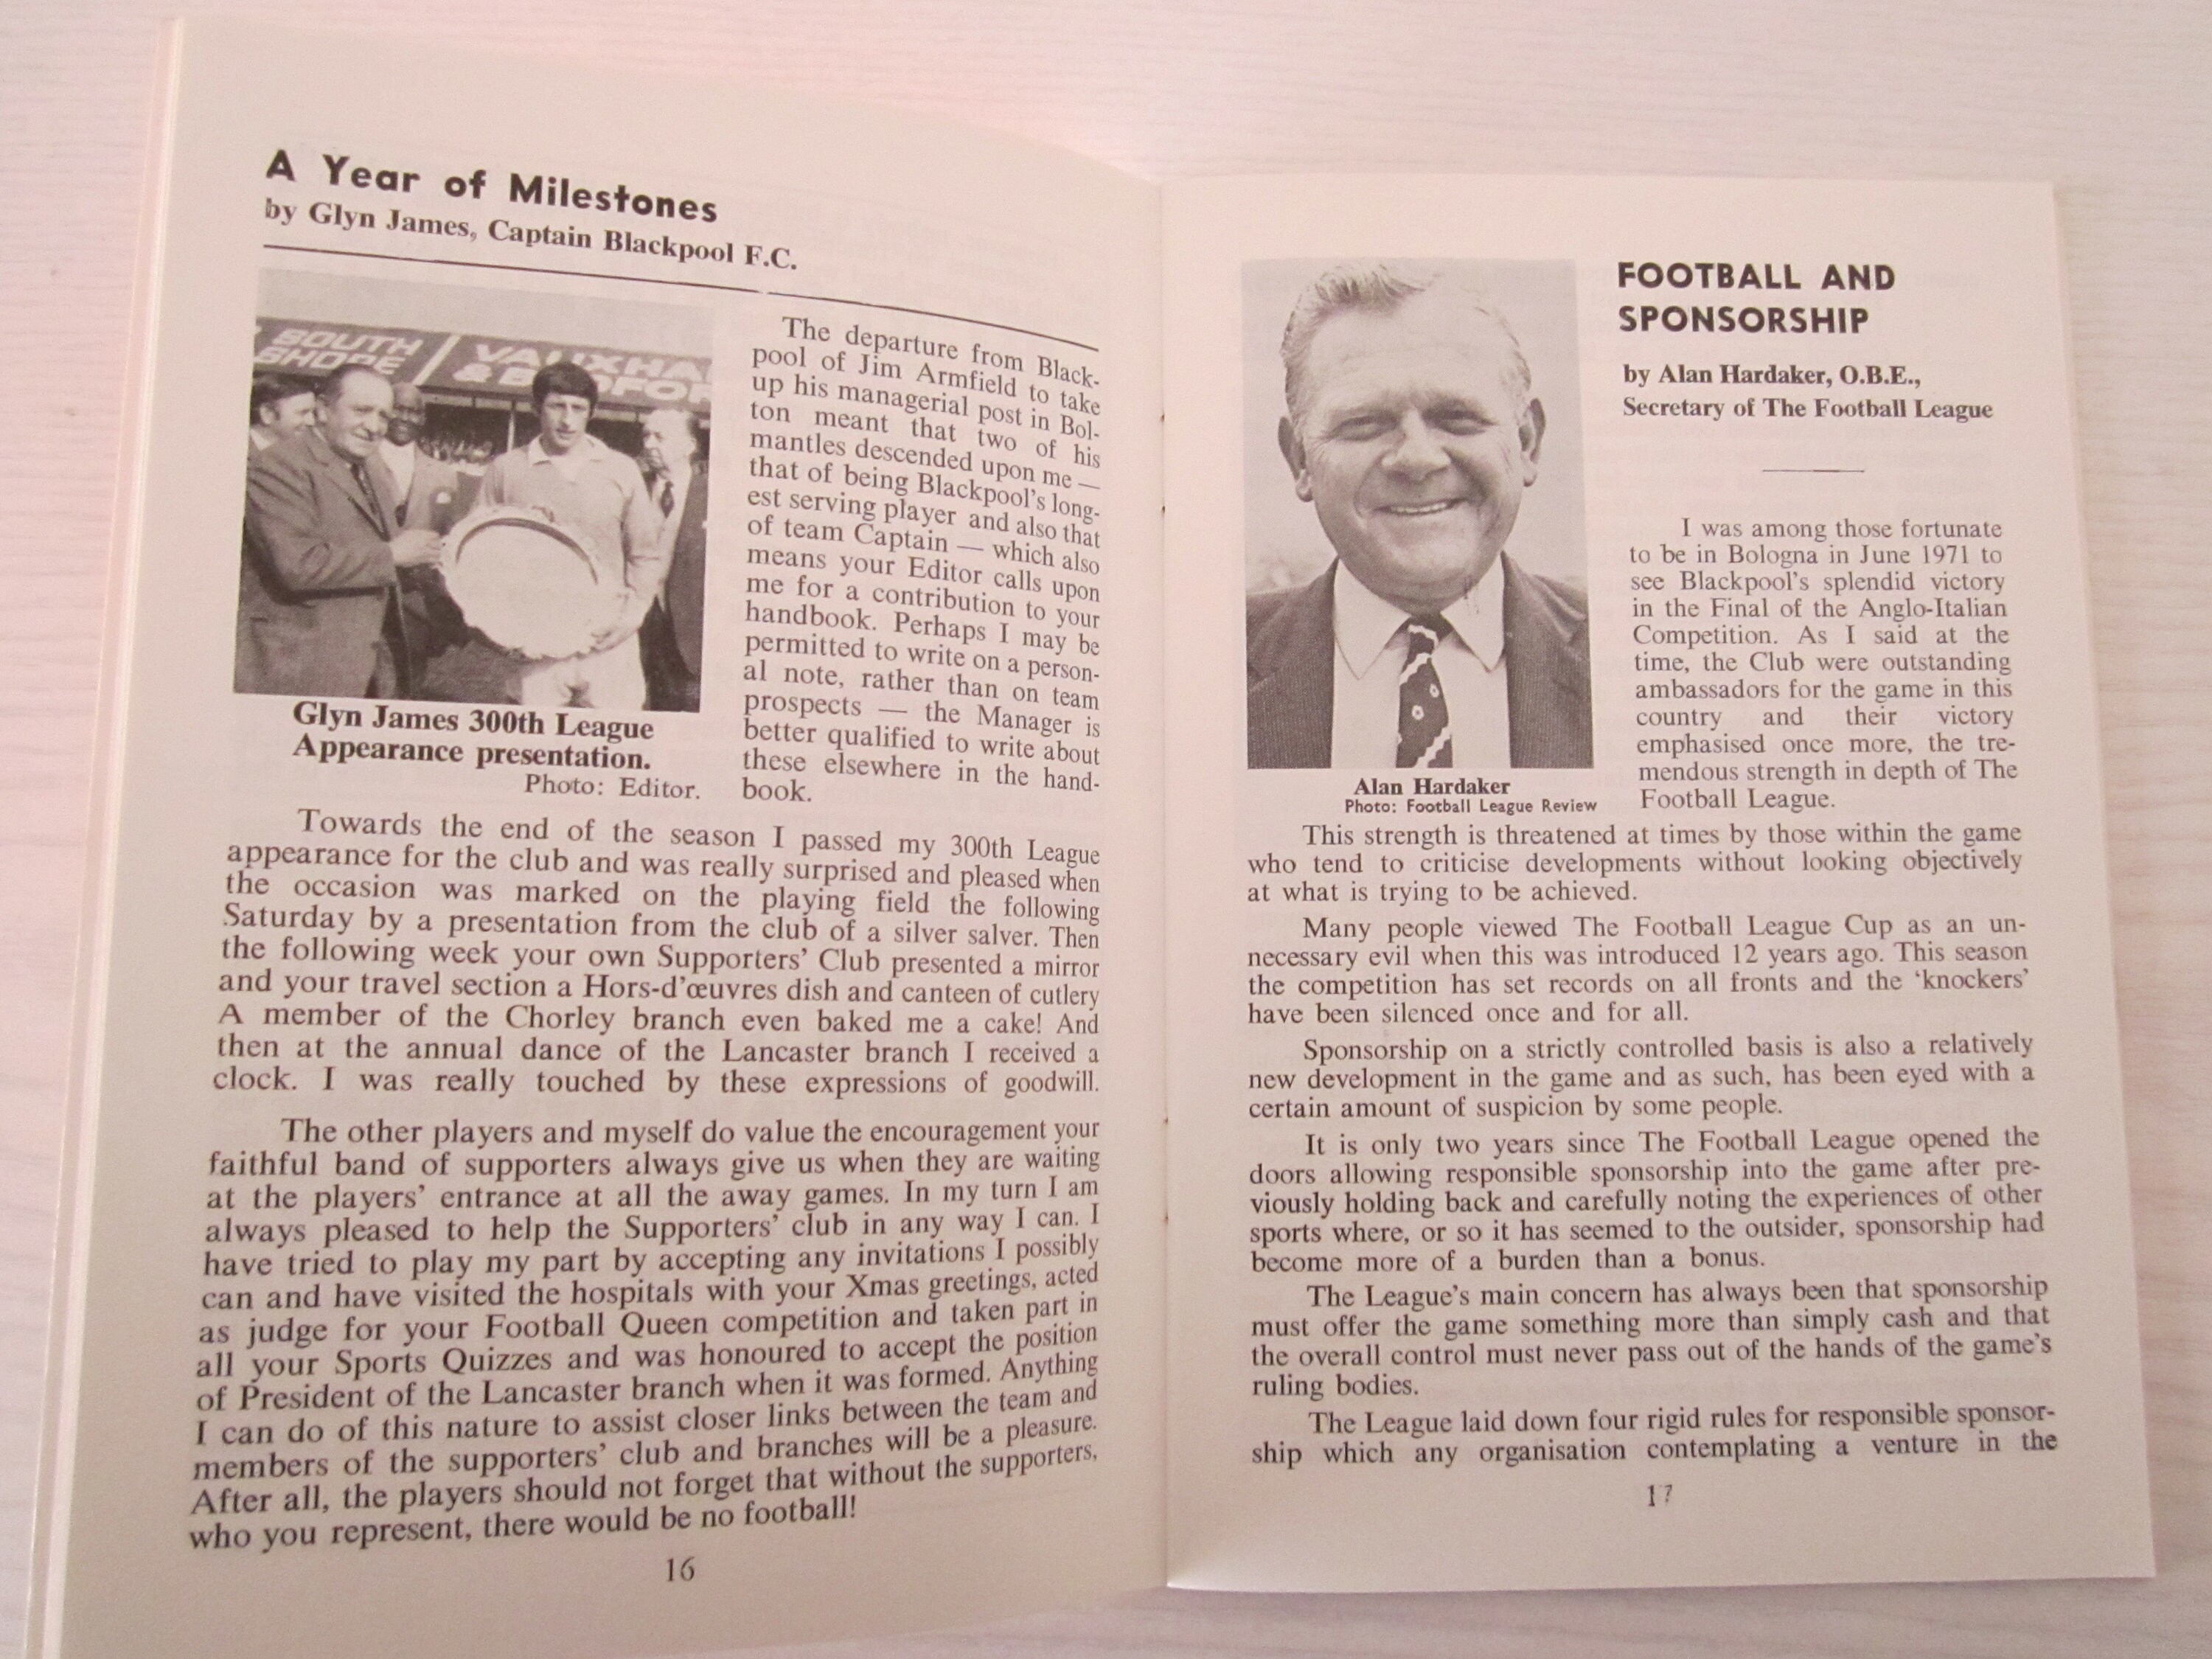 A Year of Milestones
by Glyn James, Captain Blackpool F.C.
SOUTH
SHORE
VAUXHA
& B DFOR
Glyn James 300th League
Appearance presentation.
Photo: Editor.
The departure from Black-
pool of Jim Armfield to take
up his managerial post in Bol-
ton meant that two of his
mantles descended upon me —
that of being Blackpool's long-
est serving player and also that
of team Captain — which also
means your Editor calls upon
me for a contribution to your
handbook. Perhaps I may be
permitted to write on a person-
al note, rather than on team
prospects — the Manager is
better qualified to write about
these elsewhere in the hand-
book.
Towards the end of the season I passed my 300th League
appearance for the club and was really surprised and pleased when
the occasion was marked on the playing field the following
Saturday by a presentation from the club of a silver salver. Then
the following week your own Supporters' Club presented a mirror
and your travel section a Hors-d'œuvres dish and canteen of cutlery
A member of the Chorley branch even baked me a cake! And
then at the annual dance of the Lancaster branch I received a
clock. I was really touched by these expressions of goodwill.
The other players and myself do value the encouragement your
faithful band of supporters always give us when they are waiting
at the players' entrance at all the away games. In my turn I am
always pleased to help the Supporters' club in any way I can. I
have tried to play my part by accepting any invitations I possibly
can and have visited the hospitals with your Xmas greetings, acted
as judge for your Football Queen competition and taken part in
all your Sports Quizzes and was honoured to accept the position
of President of the Lancaster branch when it was formed. Anything
I can do of this nature to assist closer links between the team and
members of the supporters' club and branches will be a pleasure.
After all, the players should not forget that without the supporters,
who you represent, there would be no football!
16
FOOTBALL AND
SPONSORSHIP
by Alan Hardaker, O.B.E.,
Secretary of The Football League
Alan Hardaker
Photo: Football League Review
I was among those fortunate
to be in Bologna in June 1971 to
see Blackpool's splendid victory
in the Final of the Anglo-Italian
Competition. As I said at the
time, the Club were outstanding
ambassadors for the game in this
country and their victory
emphasised once more, the tre-
mendous strength in depth of The
Football League.
This strength is threatened at times by those within the game
who tend to criticise developments without looking objectively
at what is trying to be achieved.
Many people viewed The Football League Cup as an un-
necessary evil when this was introduced 12 years ago. This season
the competition has set records on all fronts and the 'knockers'
have been silenced once and for all.
Sponsorship on a strictly controlled basis is also a relatively
new development in the game and as such, has been eyed with a
certain amount of suspicion by some people.
It is only two years since The Football League opened the
doors allowing responsible sponsorship into the game after pre-
viously holding back and carefully noting the experiences of other
sports where, or so it has seemed to the outsider, sponsorship had
become more of a burden than a bonus.
The League's main concern has always been that sponsorship
must offer the game something more than simply cash and that
the overall control must never pass out of the hands of the game's
ruling bodies.
The League laid down four rigid rules for responsible sponsor-
ship which any organisation contemplating a venture in the
17